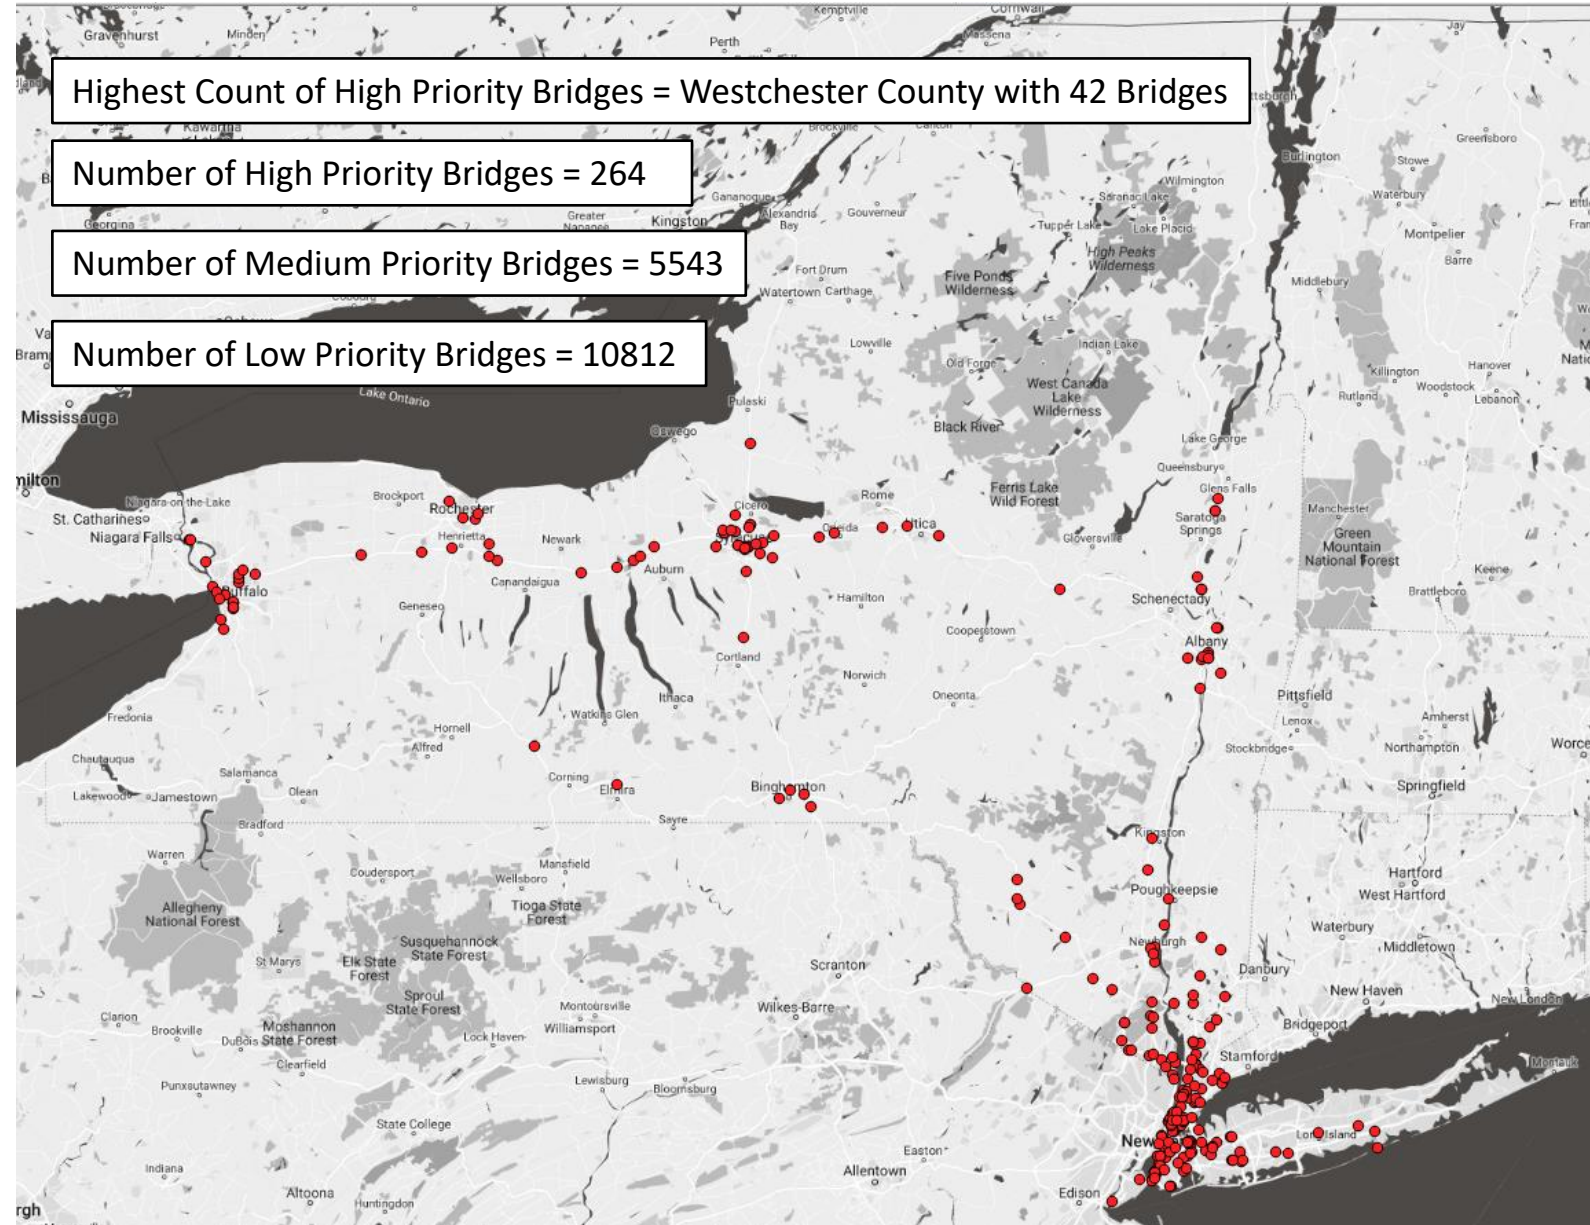 Highest Count of High Priority Bridges = Westchester County with 42 Bridges
Number of High Priority Bridges = 264
Number of Medium Priority Bridges = 5543
Number of Low Priority Bridges = 10812
Gravenhurst
Minden
Kemptville
Cornwall
Massena
Jay
Perth
Kawartha
Brockville
Canton
Burlington
Greensboro
Stowe
Waterbury
Montpelier
Barre
Middlebury
Georgina
Greater
Napanee
Kingston
Gananoque
Alexandria
Bay
Gouverneur
Wilmington
Saranac Lake
Tupper Lake
Lake Placid
High Peaks
Wilderness
Fort Drum
Watertown
Carthage
Five Ponds
Wilderness
Lowville
Old Forge
Indian Lake
West Canada
Lake
Wilderness
Killington
Rutland
Woodstock
Hanover
Lebanon
Lake Ontario
Mississauga
Pulaski
Oswego
Black River
Lake George
Queensbury
Glens Falls
Niagara-on-the-Lake
St. Catharines
Niagara Falls
Brockport
Rochester
Henrietta
Newark
Cicero
Syracuse
Rome
Oneida
Utica
Ferris Lake
Wild Forest
Gloversville
Saratoga
Springs
Manchester
Green
Mountain
National Forest
Keene
Brattleboro
Buffalo
Geneseo
Canandaigua
Auburn
Hamilton
Cooperstown
Schenectady
Albany
Cortland
Norwich
Oneonta
Ithaca
Pittsfield
Lenox
Stockbridge
Amherst
Northampton
Springfield
Fredonia
Chautauqua
Lakewood
Jamestown
Salamanca
Olean
Hornell
Alfred
Watkins Glen
Corning
Elmira
Binghamton
Sayre
Bradford
Warren
Allegheny
National Forest
Coudersport
Mansfield
Wellsboro
Tioga State
Forest
Susquehannock
State Forest
Elk State
Forest
Sproul
State Forest
St Marys
Moshannon
State Forest
Clarion
Brookville
DuBois
Clearfield
Punxsutawney
Lock Haven
Montoursville
Williamsport
Lewisburg
Bloomsburg
State College
Indiana
Altoona
Huntingdon
Scranton
Wilkes-Barre
Easton
Allentown
Edison
Kingston
Poughkeepsie
Newburgh
Danbury
Hartford
West Hartford
Waterbury
Middletown
New Haven
New London
Bridgeport
Stamford
Montauk
Long Island